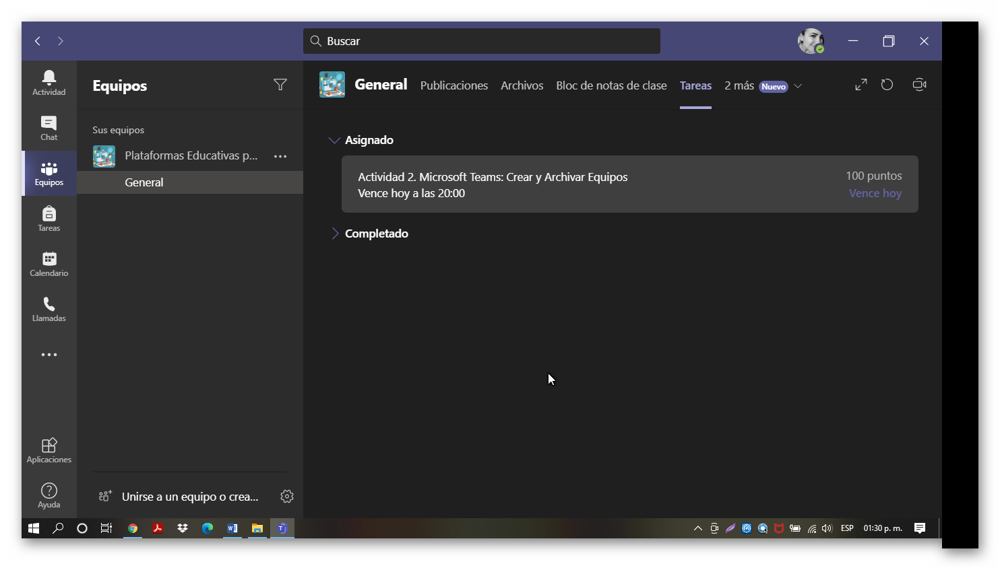 Buscar
Actividad
Chat
Equipos
Tareas
Calendario
Llamadas
Aplicaciones
Ayuda
Equipos
Sus equipos
Plataformas Educativas p...
General
Unirse a un equipo o crea...
General Publicaciones Archivos Bloc de notas de clase Tareas 2 más Nuevo
Asignado
Actividad 2. Microsoft Teams: Crear y Archivar Equipos 100 puntos
Vence hoy a las 20:00 Vence hoy
Completado
ESP 01:30 p. m.